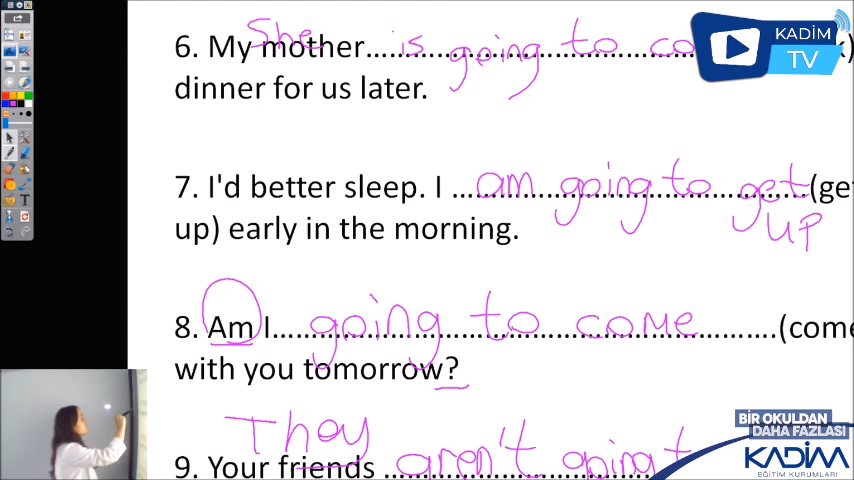 She
6. My mother.... is going to co
dinner for us later.
7. I'd better sleep. I .... am going to get up (get
up) early in the morning.
8. Am I.... going to come ....(come
with you tomorrow?
They
9. Your friends .... aren't going t
KADİM
TV
BİR OKULDAN
DAHA FAZLASI
KADİM
EĞİTİM KURUMLARI